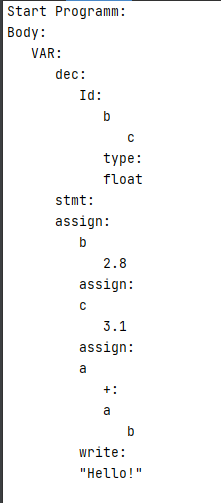 Start Programm:
Body:
   VAR:
      dec:
         Id:
            b
               c
            type:
            float
      stmt:
      assign:
         b
            2.8
         assign:
         c
            3.1
         assign:
         a
            +:
            a
               b
         write:
         "Hello!"